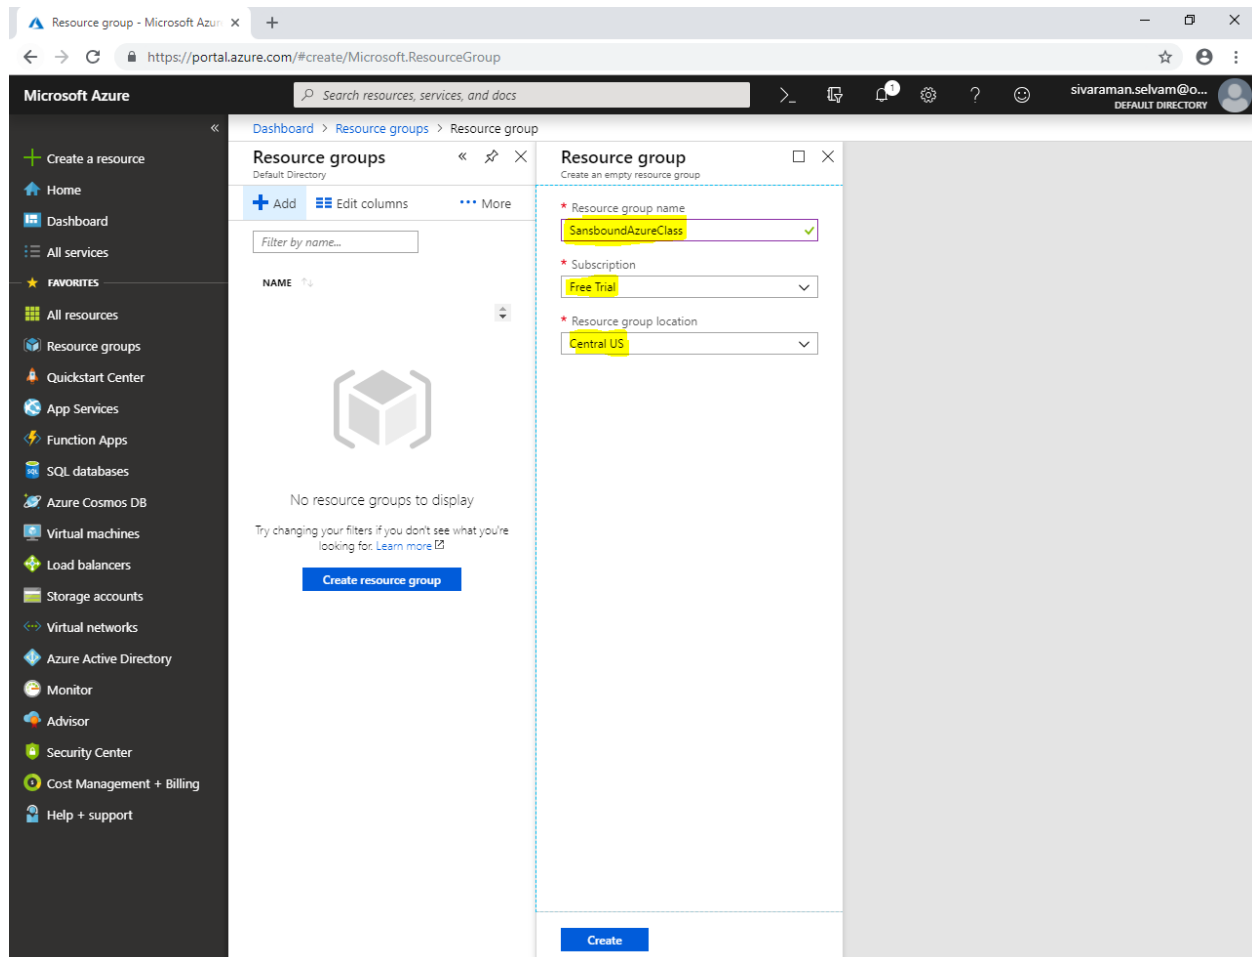 Resource group - Microsoft Azur
https://portal.azure.com/#create/Microsoft.ResourceGroup
Microsoft Azure
Search resources, services, and docs
1
sivaraman.selvam@o...
DEFAULT DIRECTORY
Dashboard > Resource groups > Resource group
Create a resource
Home
Dashboard
All services
FAVORITES
All resources
Resource groups
Quickstart Center
App Services
Function Apps
SQL databases
Azure Cosmos DB
Virtual machines
Load balancers
Storage accounts
Virtual networks
Azure Active Directory
Monitor
Advisor
Security Center
Cost Management + Billing
Help + support
Resource groups
Default Directory
Add
Edit columns
More
Filter by name...
NAME
No resource groups to display
Try changing your filters if you don't see what you're
looking for. Learn more
Create resource group
Resource group
Create an empty resource group
* Resource group name
SansboundAzureClass
* Subscription
Free Trial
* Resource group location
Central US
Create